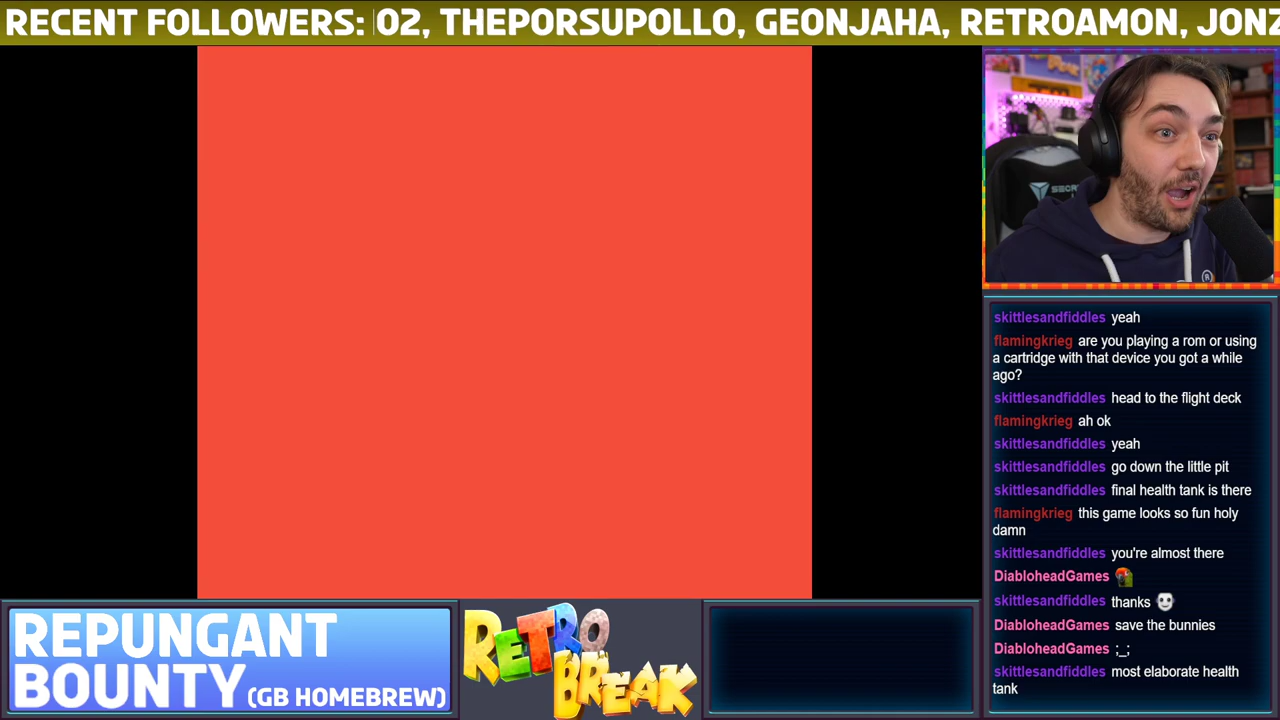 RECENT FOLLOWERS: 02, THEPORSUPOLLO, GEONJAHA, RETROAMON, JONZ
SECR
skittlesandfiddles yeah
flamingkrieg are you playing a rom or using
a cartridge with that device you got a while
ago?
skittlesandfiddles head to the flight deck
flamingkrieg ah ok
skittlesandfiddles yeah
skittlesandfiddles go down the little pit
skittlesandfiddles final health tank is there
flamingkrieg this game looks so fun holy
damn
skittlesandfiddles you're almost there
DiabloheadGames
skittlesandfiddles thanks
DiabloheadGames save the bunnies
DiabloheadGames ;_;
skittlesandfiddles most elaborate health
tank
REPUNGANT
BOUNTY (GB HOMEBREW)
RETRO
BREAK